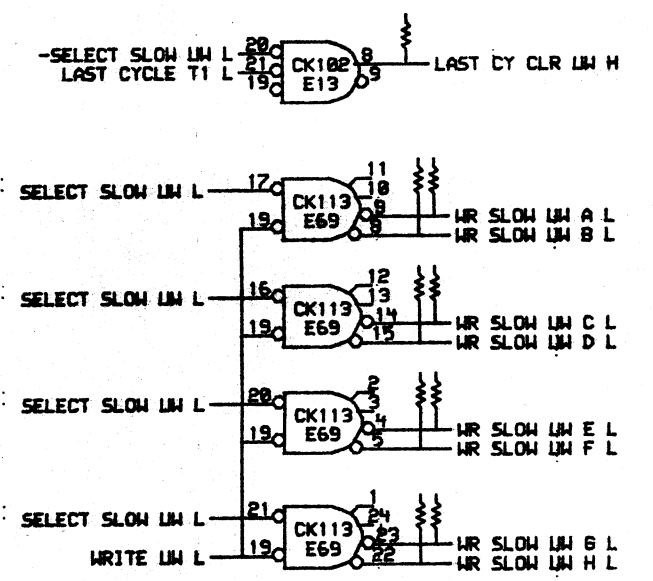 -SELECT SLOW UW L 20 8 LAST CY CLR UW H
LAST CYCLE T1 L 21 CK102 9
19 E13
11
SELECT SLOW UW L 17 CK113 10
E69 9 WR SLOW UW A L
19 8 WR SLOW UW B L
12
SELECT SLOW UW L 16 CK113 13
E69 14 WR SLOW UW C L
19 15 WR SLOW UW D L
2
SELECT SLOW UW L 20 CK113 3
E69 4 WR SLOW UW E L
19 5 WR SLOW UW F L
1
SELECT SLOW UW L 21 CK113 24
E69 23 WR SLOW UW G L
WRITE UW L 19 22 WR SLOW UW H L